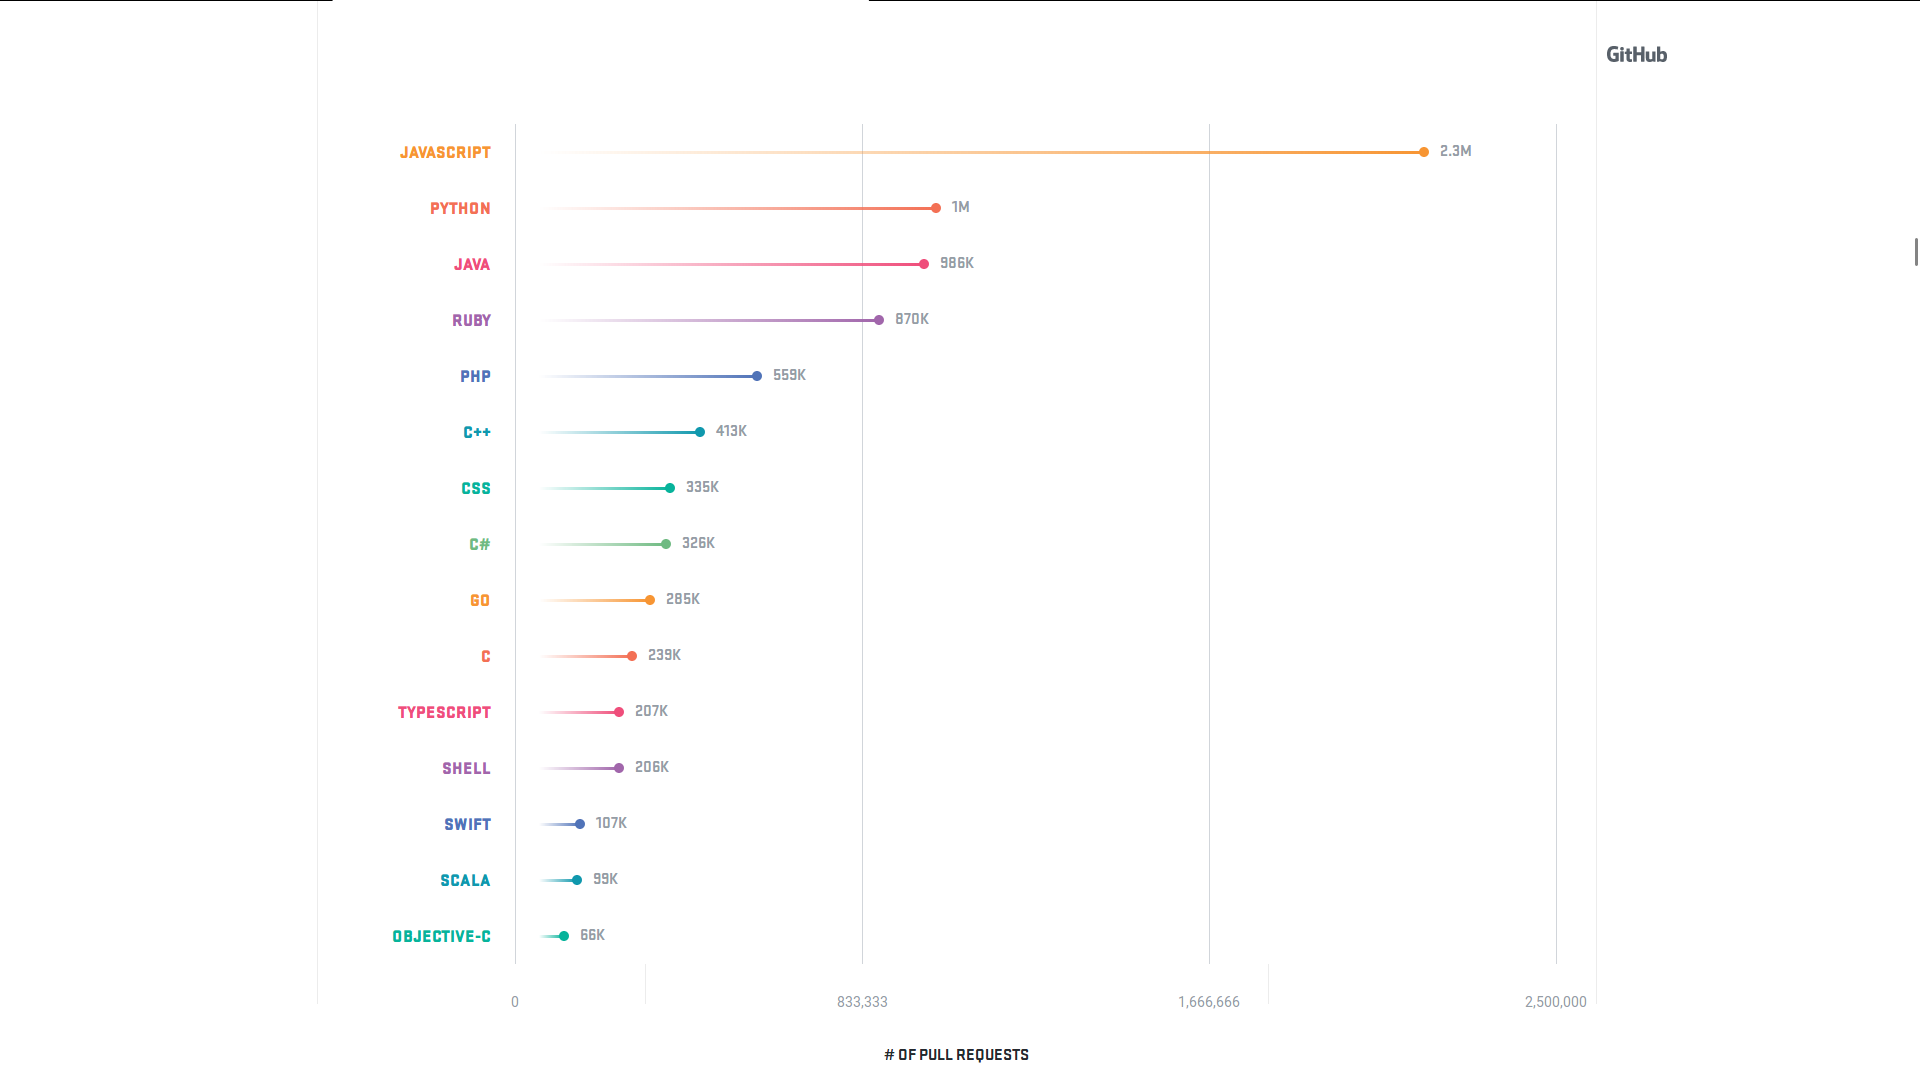 GitHub
JAVASCRIPT 2.3M
PYTHON 1M
JAVA 986K
RUBY 870K
PHP 559K
C++ 413K
CSS 335K
C# 326K
GO 285K
C 239K
TYPESCRIPT 207K
SHELL 206K
SWIFT 107K
SCALA 99K
OBJECTIVE-C 66K
0 833,333 1,666,666 2,500,000
# OF PULL REQUESTS